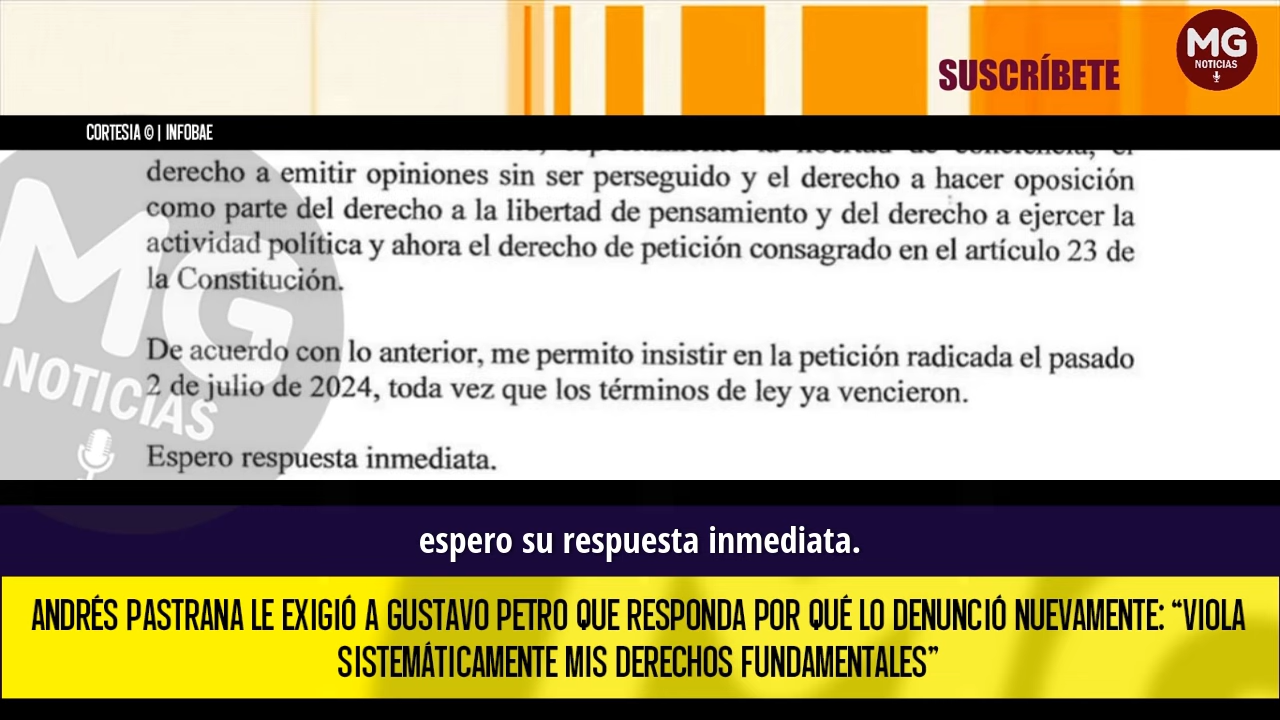 SUSCRÍBETE
MG
NOTICIAS
CORTESIA © | INFOBAE
derecho a emitir opiniones sin ser perseguido y el derecho a hacer oposición
como parte del derecho a la libertad de pensamiento y del derecho a ejercer la
actividad política y ahora el derecho de petición consagrado en el artículo 23 de
la Constitución.
De acuerdo con lo anterior, me permito insistir en la petición radicada el pasado
2 de julio de 2024, toda vez que los términos de ley ya vencieron.
Espero respuesta inmediata.
MG
NOTICIAS
espero su respuesta inmediata.
ANDRÉS PASTRANA LE EXIGIÓ A GUSTAVO PETRO QUE RESPONDA POR QUÉ LO DENUNCIÓ NUEVAMENTE: “VIOLA
SISTEMÁTICAMENTE MIS DERECHOS FUNDAMENTALES”